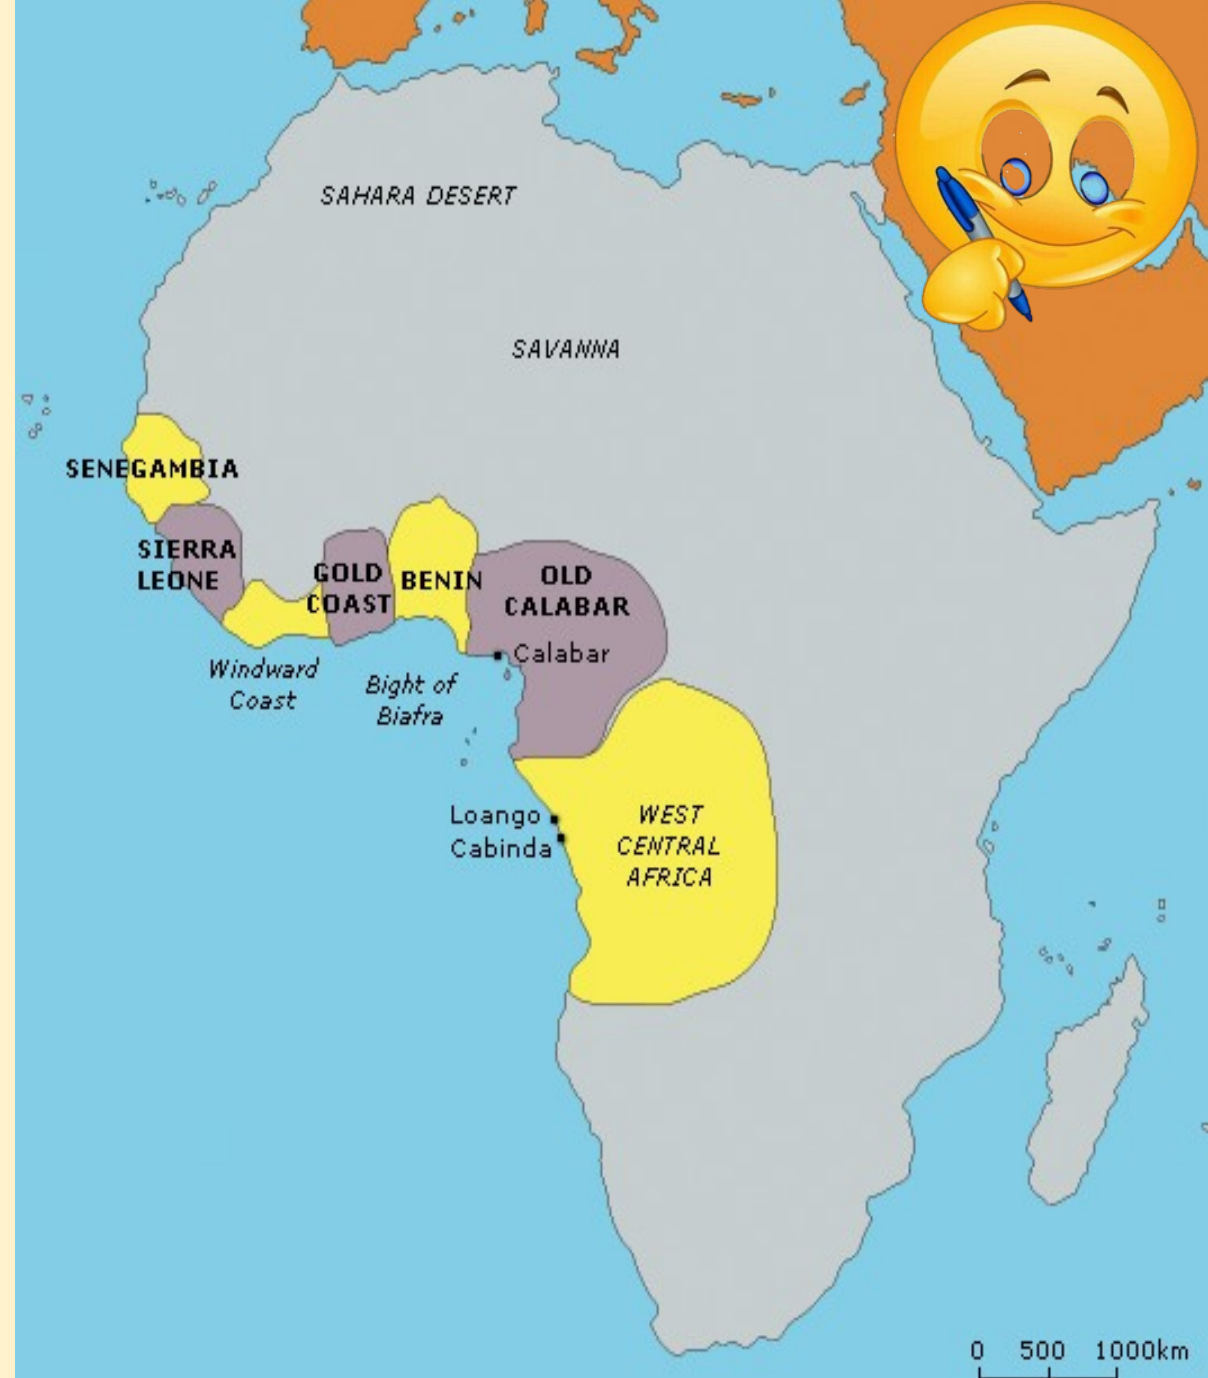 SAHARA DESERT
SAVANNA
SENEGAMBIA
SIERRA
LEONE
GOLD
COAST
BENIN
OLD
CALABAR
Calabar
Windward
Coast
Bight of
Biafra
Loango
Cabinda
WEST
CENTRAL
AFRICA
0 500 1000km